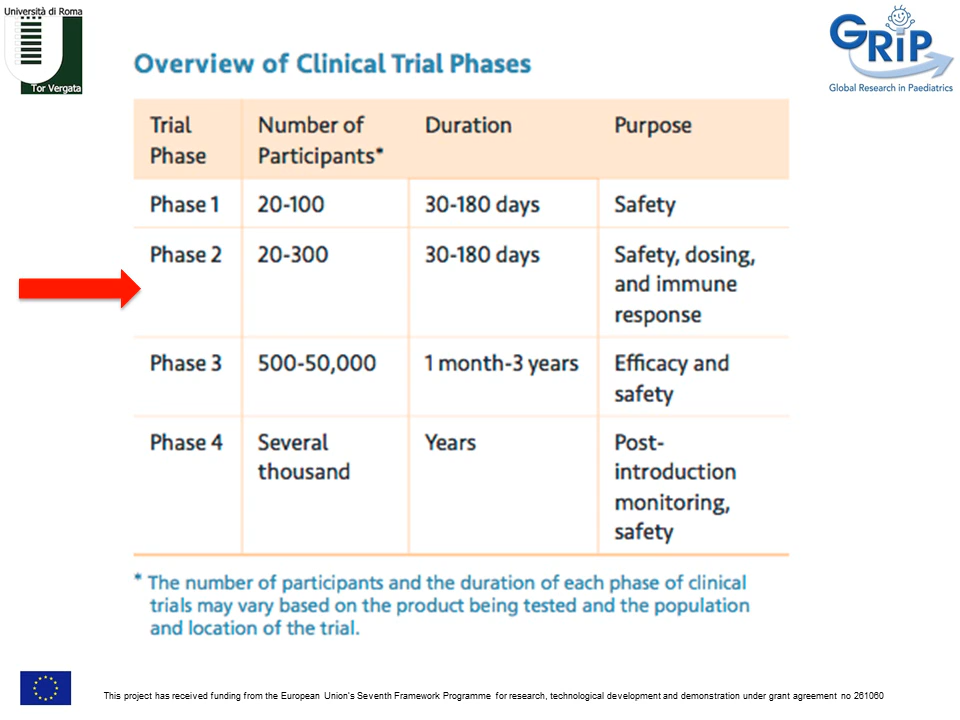 Università di Roma
Tor Vergata
GRiP
Global Research in Paediatrics
Overview of Clinical Trial Phases
Trial Phase
Number of Participants*
Duration
Purpose
Phase 1
20-100
30-180 days
Safety
Phase 2
20-300
30-180 days
Safety, dosing,
and immune
response
Phase 3
500-50,000
1 month-3 years
Efficacy and
safety
Phase 4
Several
thousand
Years
Post-
introduction
monitoring,
safety
* The number of participants and the duration of each phase of clinical
trials may vary based on the product being tested and the population
and location of the trial.
This project has received funding from the European Union's Seventh Framework Programme for research, technological development and demonstration under grant agreement no 261060